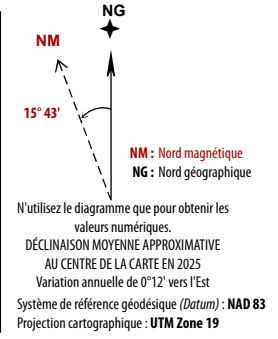 NG
NM
15° 43'
NM : Nord magnétique
NG : Nord géographique
N'utilisez le diagramme que pour obtenir les
valeurs numériques.
DÉCLINAISON MOYENNE APPROXIMATIVE
AU CENTRE DE LA CARTE EN 2025
Variation annuelle de 0°12' vers l'Est
Système de référence géodésique (Datum) : NAD 83
Projection cartographique : UTM Zone 19